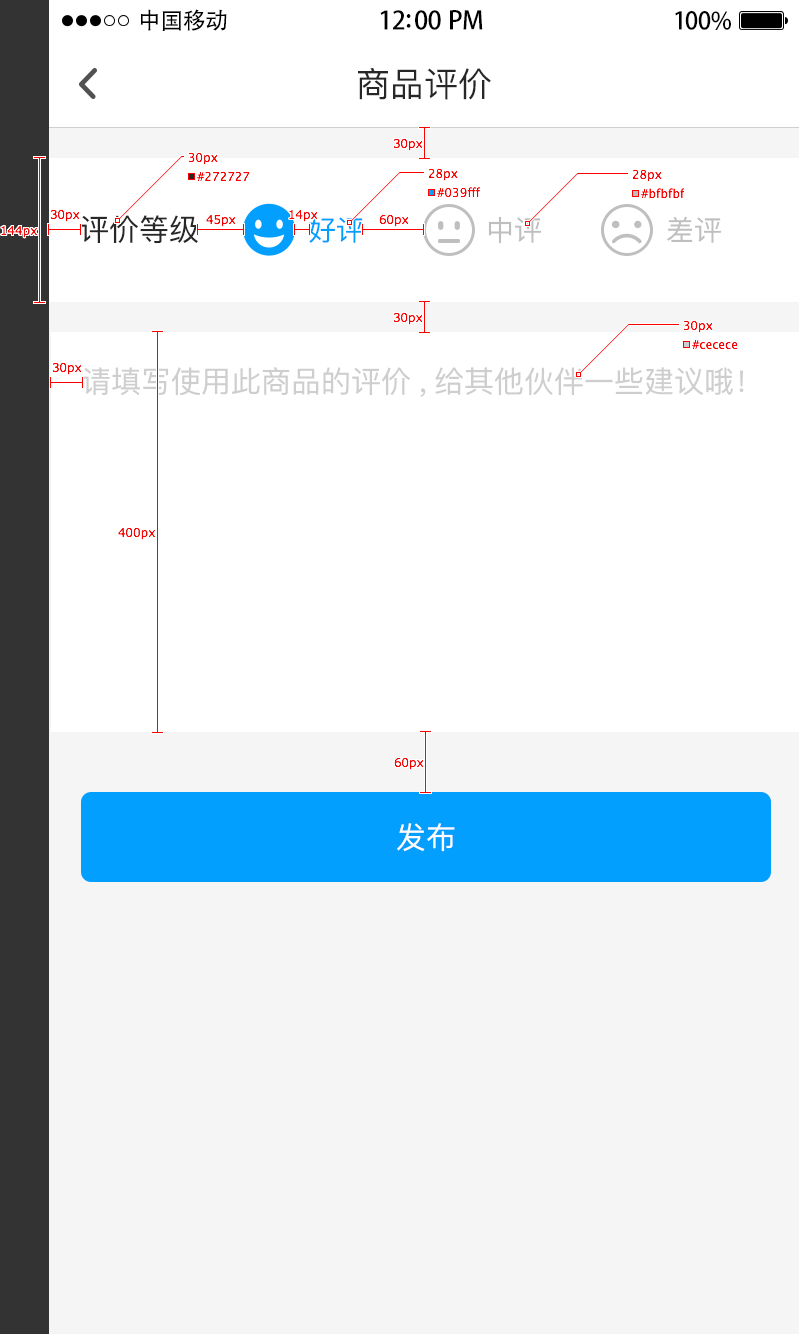 中国移动 12:00 PM 100%
商品评价
30px
30px
#272727
28px
#039fff
28px
#bfbfbf
144px
30px
评价等级
45px
14px
好评
60px
中评
差评
30px
30px
#cecece
30px
请填写使用此商品的评价，给其他伙伴一些建议哦！
400px
60px
发布